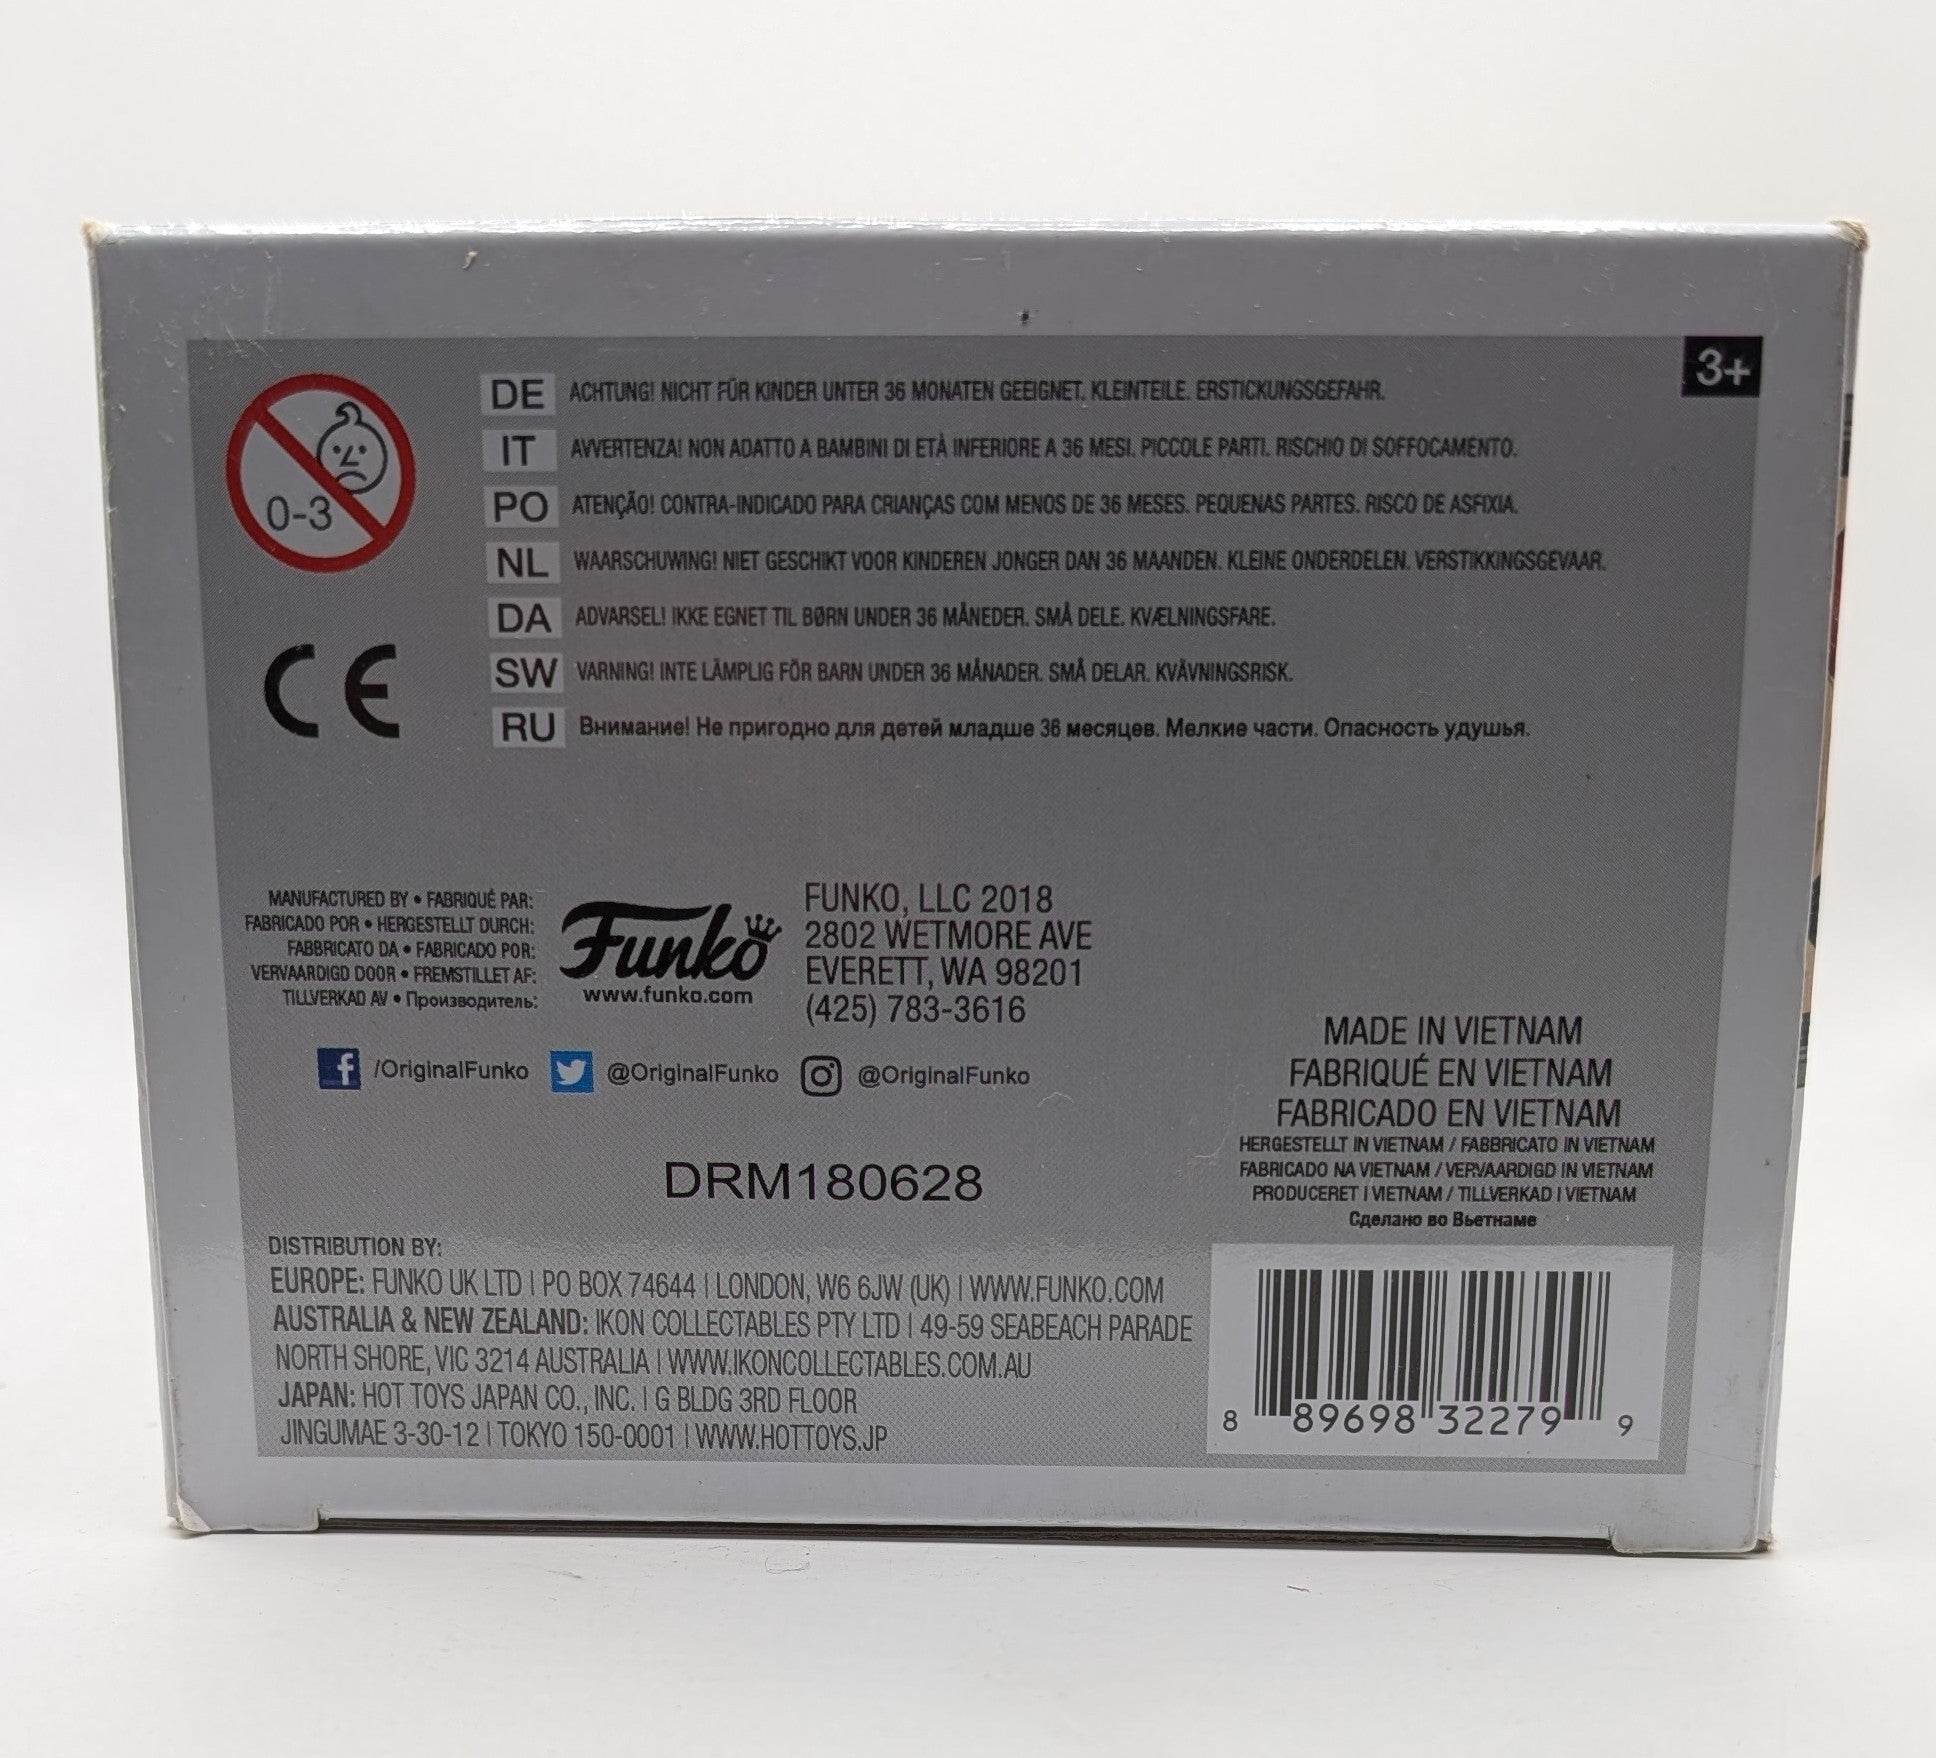 3+
0-3
DE ACHTUNG! NICHT FÜR KINDER UNTER 36 MONATEN GEEIGNET. KLEINTEILE. ERSTICKUNGSGEFAHR.
IT AVVERTENZA! NON ADATTO A BAMBINI DI ETÀ INFERIORE A 36 MESI. PICCOLE PARTI. RISCHIO DI SOFFOCAMENTO.
PO ATENÇÃO! CONTRA-INDICADO PARA CRIANÇAS COM MENOS DE 36 MESES. PEQUENAS PARTES. RISCO DE ASFIXIA.
NL WAARSCHUWING! NIET GESCHIKT VOOR KINDEREN JONGER DAN 36 MAANDEN. KLEINE ONDERDELEN. VERSTIKKINGSGEVAAR.
DA ADVARSEL! IKKE EGNET TIL BØRN UNDER 36 MÅNEDER. SMÅ DELE. KVÆLNINGSFARE.
SW VARNING! INTE LÄMPLIG FÖR BARN UNDER 36 MÅNADER. SMÅ DELAR. KVÄVNINGSRISK.
RU Внимание! Не пригодно для детей младше 36 месяцев. Мелкие части. Опасность удушья.
CE
MANUFACTURED BY • FABRIQUÉ PAR:
FABRICADO POR • HERGESTELLT DURCH:
FABBRICATO DA • FABRICADO POR:
VERVAARDIGD DOOR • FREMSTILLET AF:
TILLVERKAD AV • Производитель:
Funko
www.funko.com
FUNKO, LLC 2018
2802 WETMORE AVE
EVERETT, WA 98201
(425) 783-3616
/OriginalFunko @OriginalFunko @OriginalFunko
DRM180628
MADE IN VIETNAM
FABRIQUÉ EN VIETNAM
FABRICADO EN VIETNAM
HERGESTELLT IN VIETNAM / FABBRICATO IN VIETNAM
FABRICADO NA VIETNAM / VERVAARDIGD IN VIETNAM
PRODUCERET I VIETNAM / TILLVERKAD I VIETNAM
Сделано во Вьетнаме
DISTRIBUTION BY:
EUROPE: FUNKO UK LTD | PO BOX 74644 | LONDON, W6 6JW (UK) | WWW.FUNKO.COM
AUSTRALIA & NEW ZEALAND: IKON COLLECTABLES PTY LTD | 49-59 SEABEACH PARADE
NORTH SHORE, VIC 3214 AUSTRALIA | WWW.IKONCOLLECTABLES.COM.AU
JAPAN: HOT TOYS JAPAN CO., INC. | G BLDG 3RD FLOOR
JINGUMAE 3-30-12 | TOKYO 150-0001 | WWW.HOTTOYS.JP
8 89698 32279 9